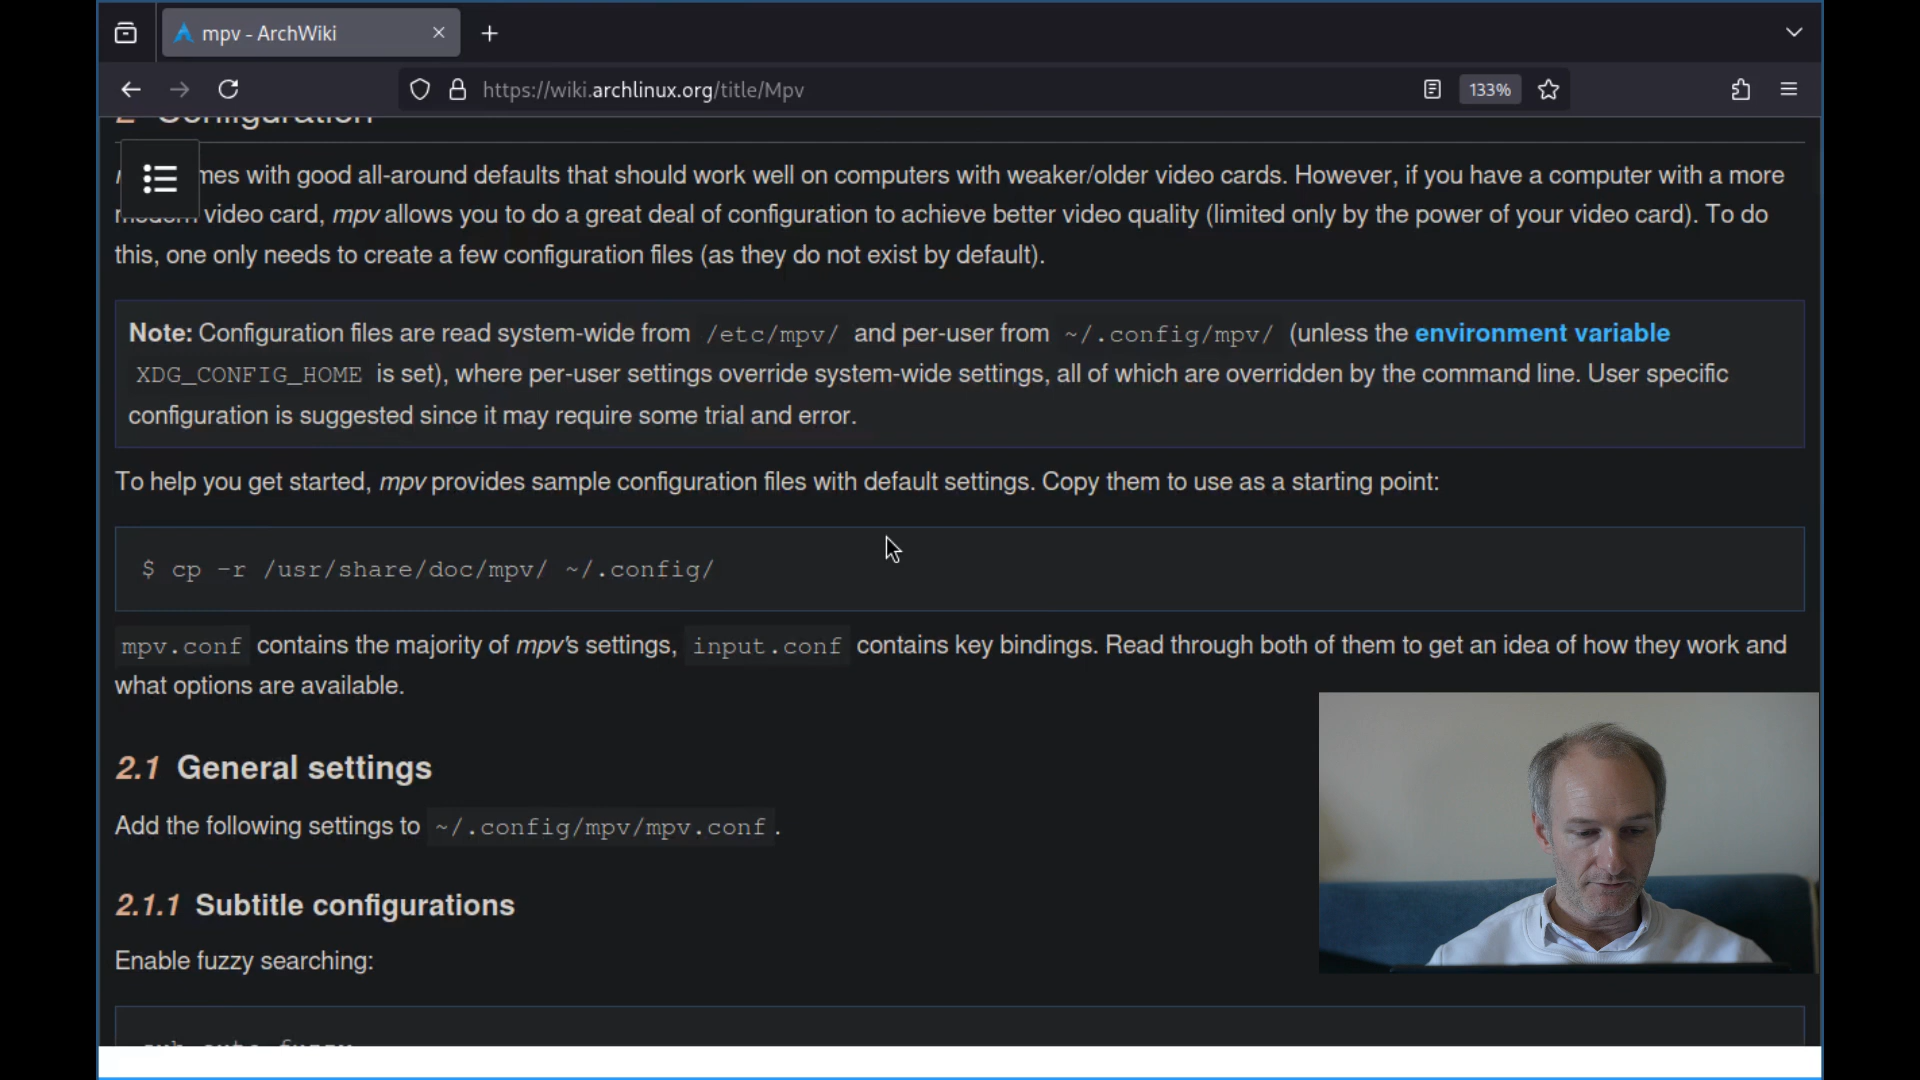 mpv - ArchWiki
https://wiki.archlinux.org/title/Mpv
133%
2 Configuration
mes with good all-around defaults that should work well on computers with weaker/older video cards. However, if you have a computer with a more
modern video card, mpv allows you to do a great deal of configuration to achieve better video quality (limited only by the power of your video card). To do
this, one only needs to create a few configuration files (as they do not exist by default).
Note: Configuration files are read system-wide from /etc/mpv/ and per-user from ~/.config/mpv/ (unless the environment variable
XDG_CONFIG_HOME is set), where per-user settings override system-wide settings, all of which are overridden by the command line. User specific
configuration is suggested since it may require some trial and error.
To help you get started, mpv provides sample configuration files with default settings. Copy them to use as a starting point:
$ cp -r /usr/share/doc/mpv/ ~/.config/
mpv.conf contains the majority of mpv's settings, input.conf contains key bindings. Read through both of them to get an idea of how they work and
what options are available.
2.1 General settings
Add the following settings to ~/.config/mpv/mpv.conf.
2.1.1 Subtitle configurations
Enable fuzzy searching: